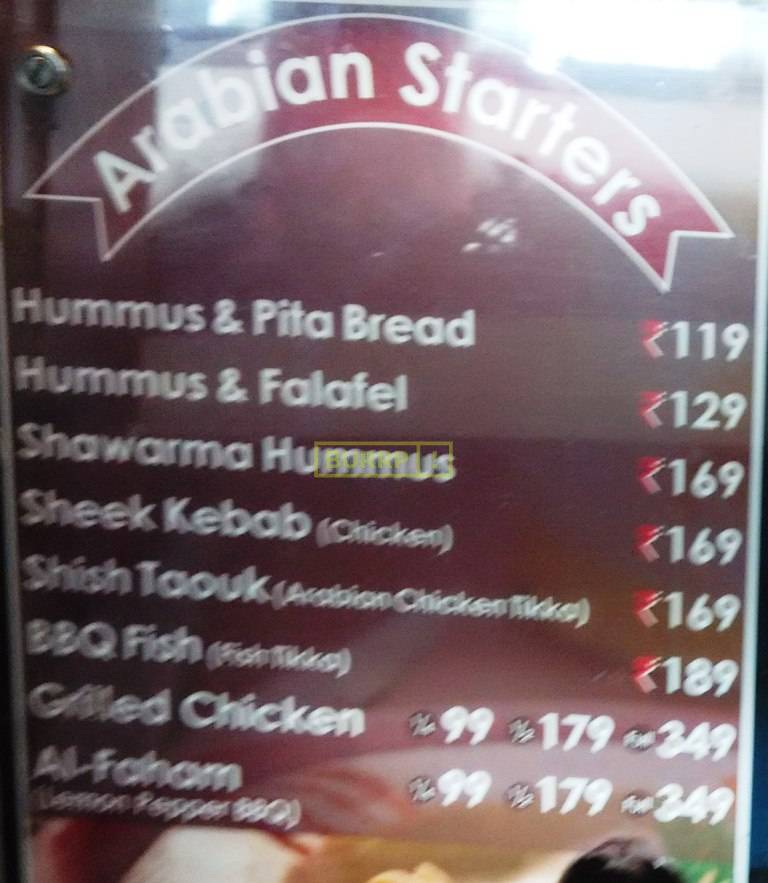 Arabian Starters
Hummus & Pita Bread ₹119
Hummus & Falafel ₹129
Shawarma Hummus ₹169
Sheek Kebab (Chicken) ₹169
Shish Taouk (Arabian Chicken Tikka) ₹169
BBQ Fish (Fish Tikka) ₹189
Grilled Chicken ¼ 99 ½ 179 Full 349
Al-Faham ¼ 99 ½ 179 Full 349
(Lemon Pepper BBQ)